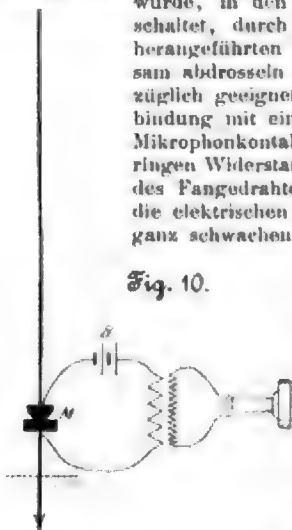 wurde, in den
schaltet, durch
herangeführten
sam abdrosseln
züglich geeignet
bindung mit ein
Mikrophonkontak
ringen Widerstan
des Fangedrahte
die elektrischen
ganz schwachen
Fig. 10.
M